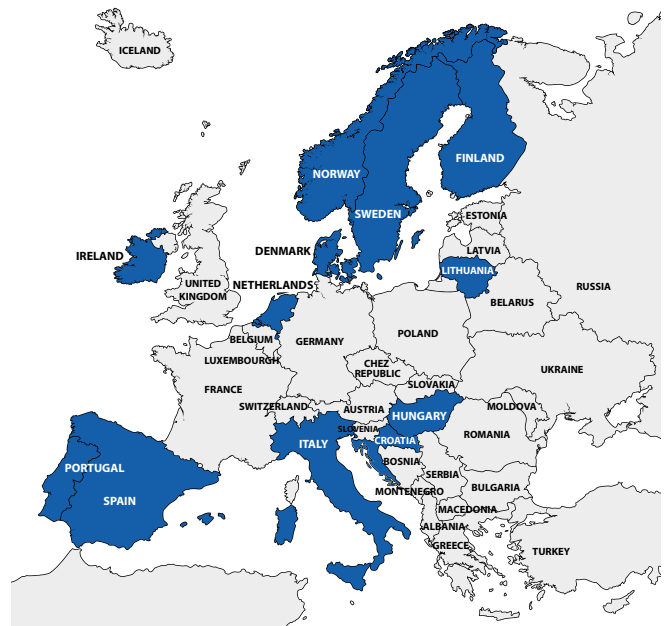 ICELAND
NORWAY
FINLAND
SWEDEN
ESTONIA
IRELAND
DENMARK
LATVIA
LITHUANIA
UNITED
KINGDOM
NETHERLANDS
RUSSIA
BELARUS
BELGIUM
GERMANY
POLAND
LUXEMBOURGH
CHEZ
REPUBLIC
UKRAINE
FRANCE
SLOVAKIA
SWITZERLAND
AUSTRIA
HUNGARY
MOLDOVA
SLOVENIA
ITALY
CROATIA
ROMANIA
BOSNIA
PORTUGAL
SERBIA
SPAIN
MONTENEGRO
BULGARIA
MACEDONIA
ALBANIA
GREECE
TURKEY